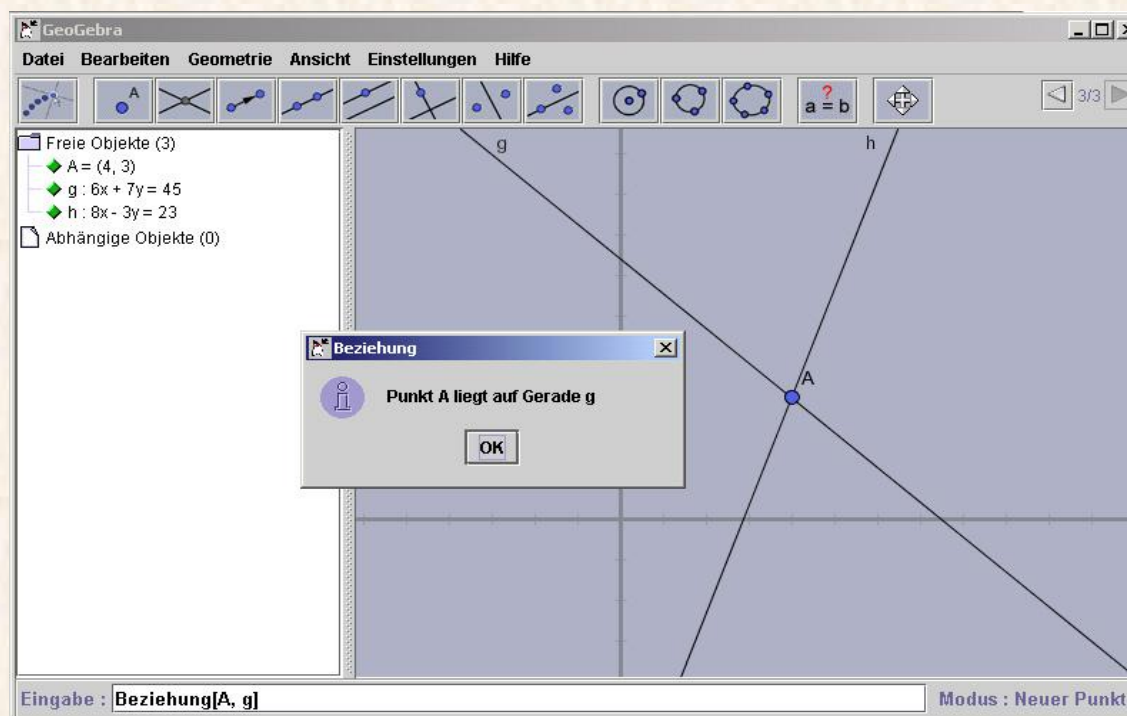 GeoGebra
Datei Bearbeiten Geometrie Ansicht Einstellungen Hilfe
A
?
a = b
3/3
Freie Objekte (3)
A = (4, 3)
g : 6x + 7y = 45
h : 8x - 3y = 23
Abhängige Objekte (0)
g
h
A
Beziehung
Punkt A liegt auf Gerade g
OK
Eingabe : Beziehung[A, g]
Modus : Neuer Punkt